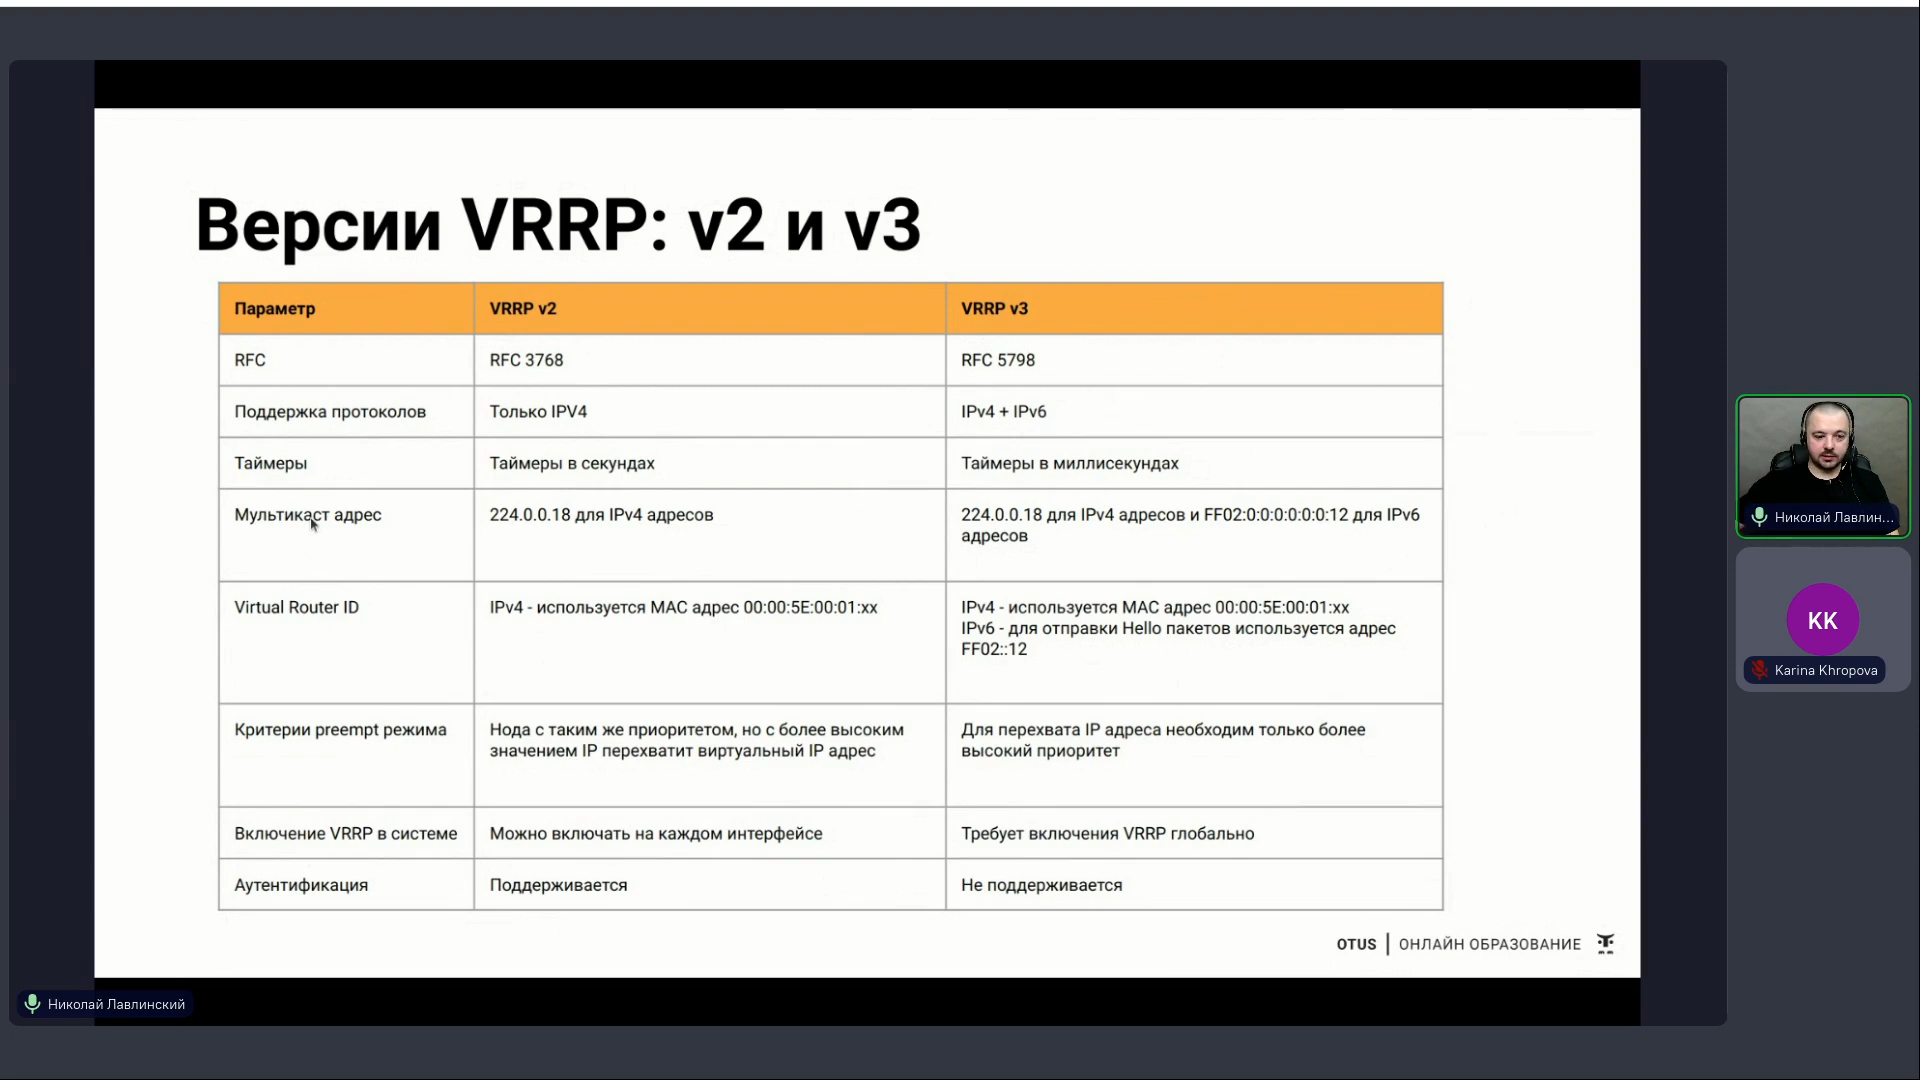 Версии VRRP: v2 и v3
Параметр VRRP v2 VRRP v3
RFC RFC 3768 RFC 5798
Поддержка протоколов Только IPV4 IPv4 + IPv6
Таймеры Таймеры в секундах Таймеры в миллисекундах
Мультикаст адрес 224.0.0.18 для IPv4 адресов 224.0.0.18 для IPv4 адресов и FF02:0:0:0:0:0:0:12 для IPv6
адресов
Virtual Router ID IPv4 - используется MAC адрес 00:00:5E:00:01:xx IPv4 - используется MAC адрес 00:00:5E:00:01:xx
IPv6 - для отправки Hello пакетов используется адрес
FF02::12
Критерии preempt режима Нода с таким же приоритетом, но с более высоким Для перехвата IP адреса необходим только более
значением IP перехватит виртуальный IP адрес высокий приоритет
Включение VRRP в системе Можно включать на каждом интерфейсе Требует включения VRRP глобально
Аутентификация Поддерживается Не поддерживается
OTUS | ОНЛАЙН ОБРАЗОВАНИЕ
Николай Лавлинский
Николай Лавлин...
KK
Karina Khropova